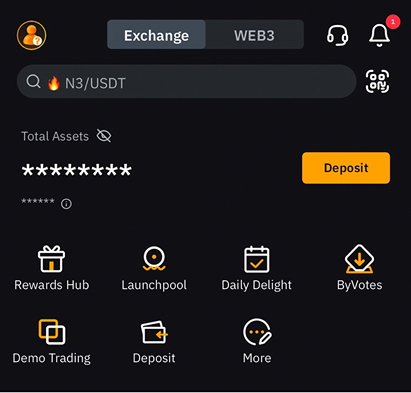 Exchange WEB3
1
N3/USDT
Total Assets
********
Deposit
******
Rewards Hub Launchpool Daily Delight ByVotes
Demo Trading Deposit More